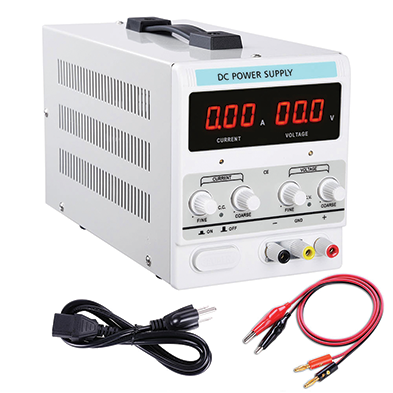 DC POWER SUPPLY
0.00 A 00.0 V
CURRENT VOLTAGE
CURRENT CE VOLTAGE
C.C.
FINE COARSE FINE COARSE
ON OFF − GND +